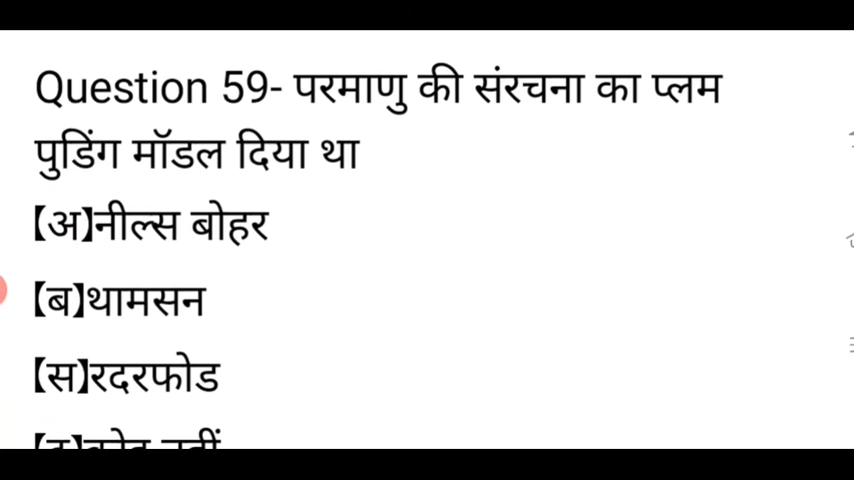 Question 59- परमाणु की संरचना का प्लम
पुडिंग मॉडल दिया था
【अ】नील्स बोहर
【ब】थामसन
【स】रदरफोड